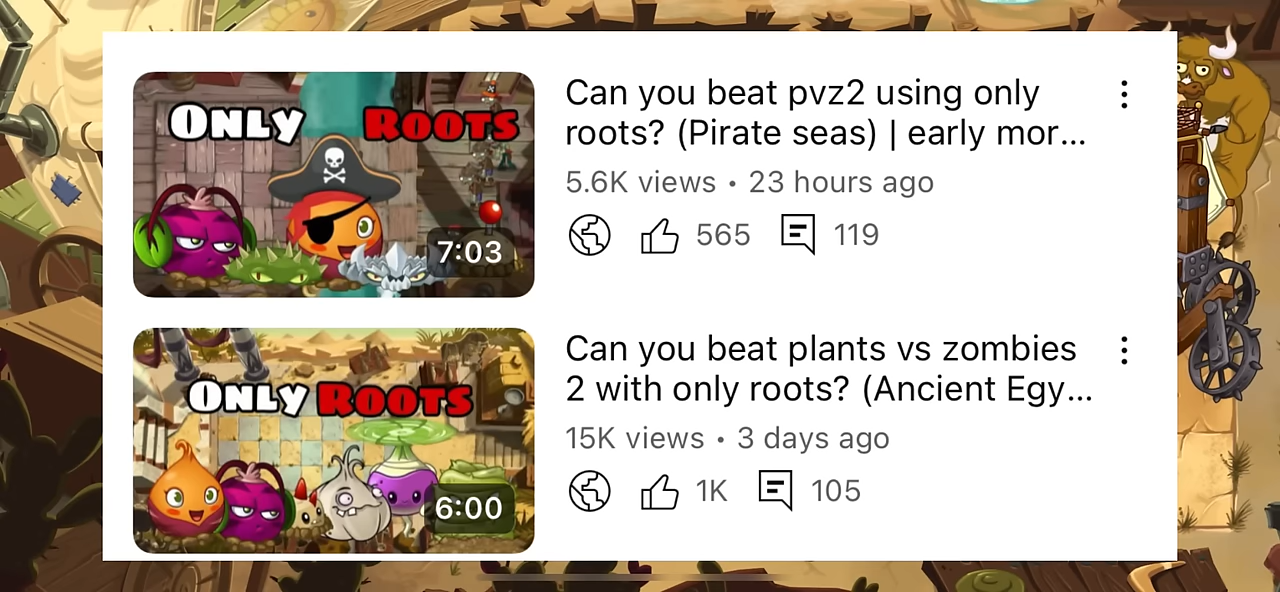 ONLY ROOTS
7:03
Can you beat pvz2 using only
roots? (Pirate seas) | early mor...
5.6K views • 23 hours ago
565 119
ONLY ROOTS
6:00
Can you beat plants vs zombies
2 with only roots? (Ancient Egy...
15K views • 3 days ago
1K 105